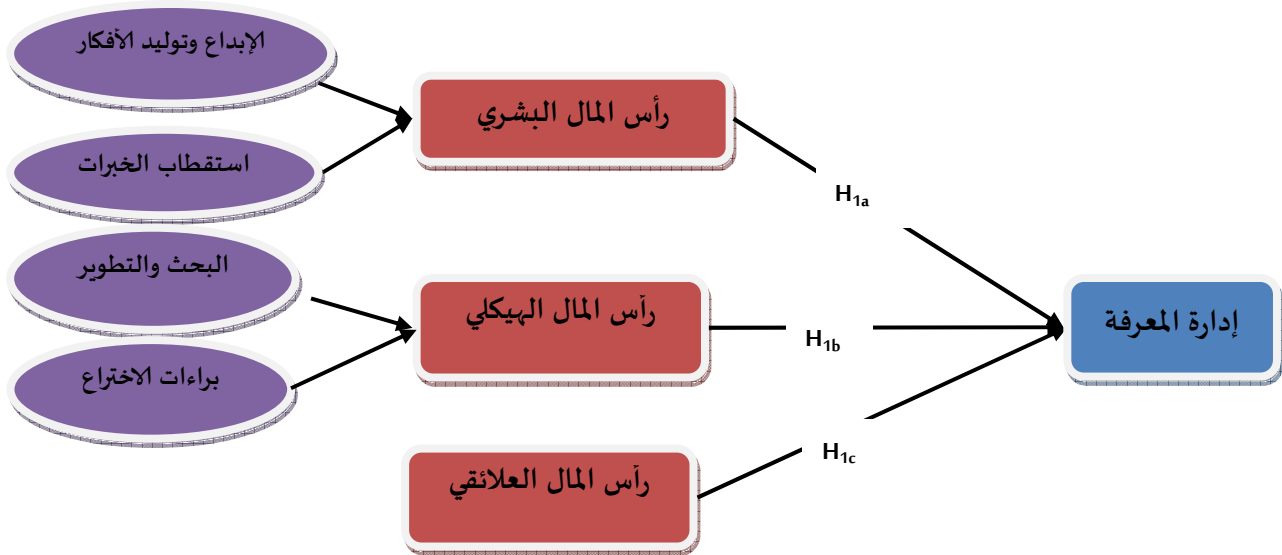 الإبداع وتوليد الأفكار
رأس المال البشري
استقطاب الخبرات
H1a
البحث والتطوير
رأس المال الهيكلي
إدارة المعرفة
H1b
براءات الاختراع
H1c
رأس المال العلائقي